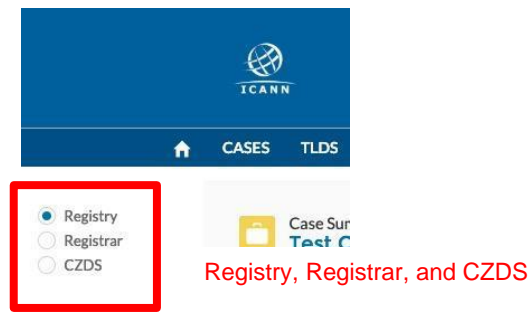 ICANN
CASES TLDS
Registry
Registrar
CZDS
Case Sur
Test C
Registry, Registrar, and CZDS